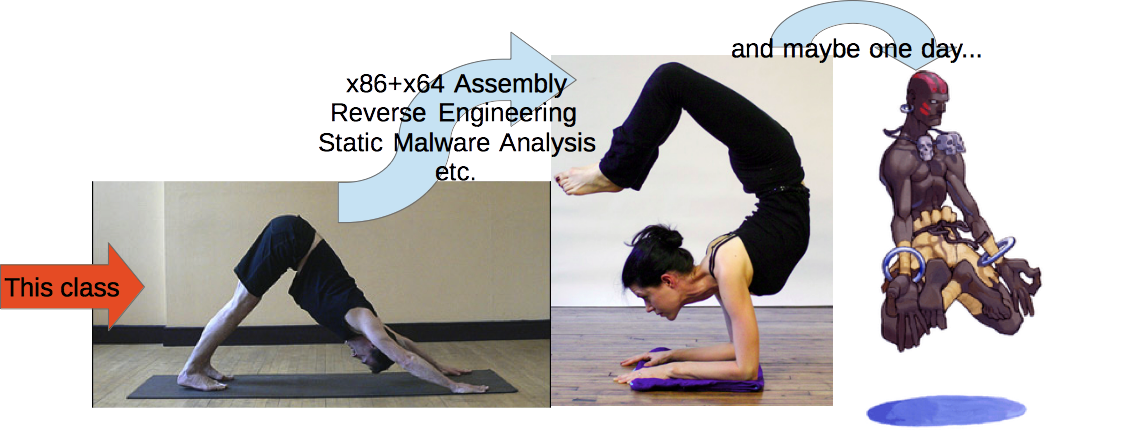 This class
x86+x64 Assembly
Reverse Engineering
Static Malware Analysis
etc.
and maybe one day...